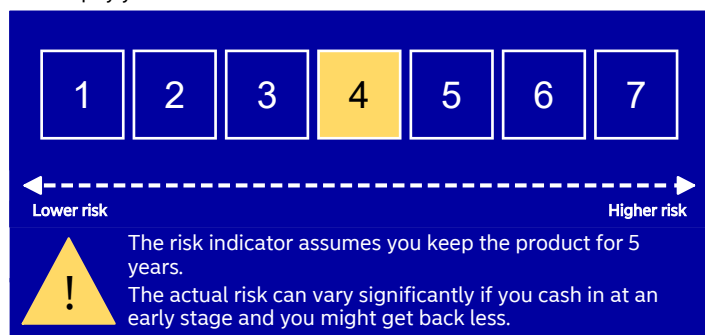 1 2 3 4 5 6 7
Lower risk Higher risk
! The risk indicator assumes you keep the product for 5
years.
The actual risk can vary significantly if you cash in at an
early stage and you might get back less.